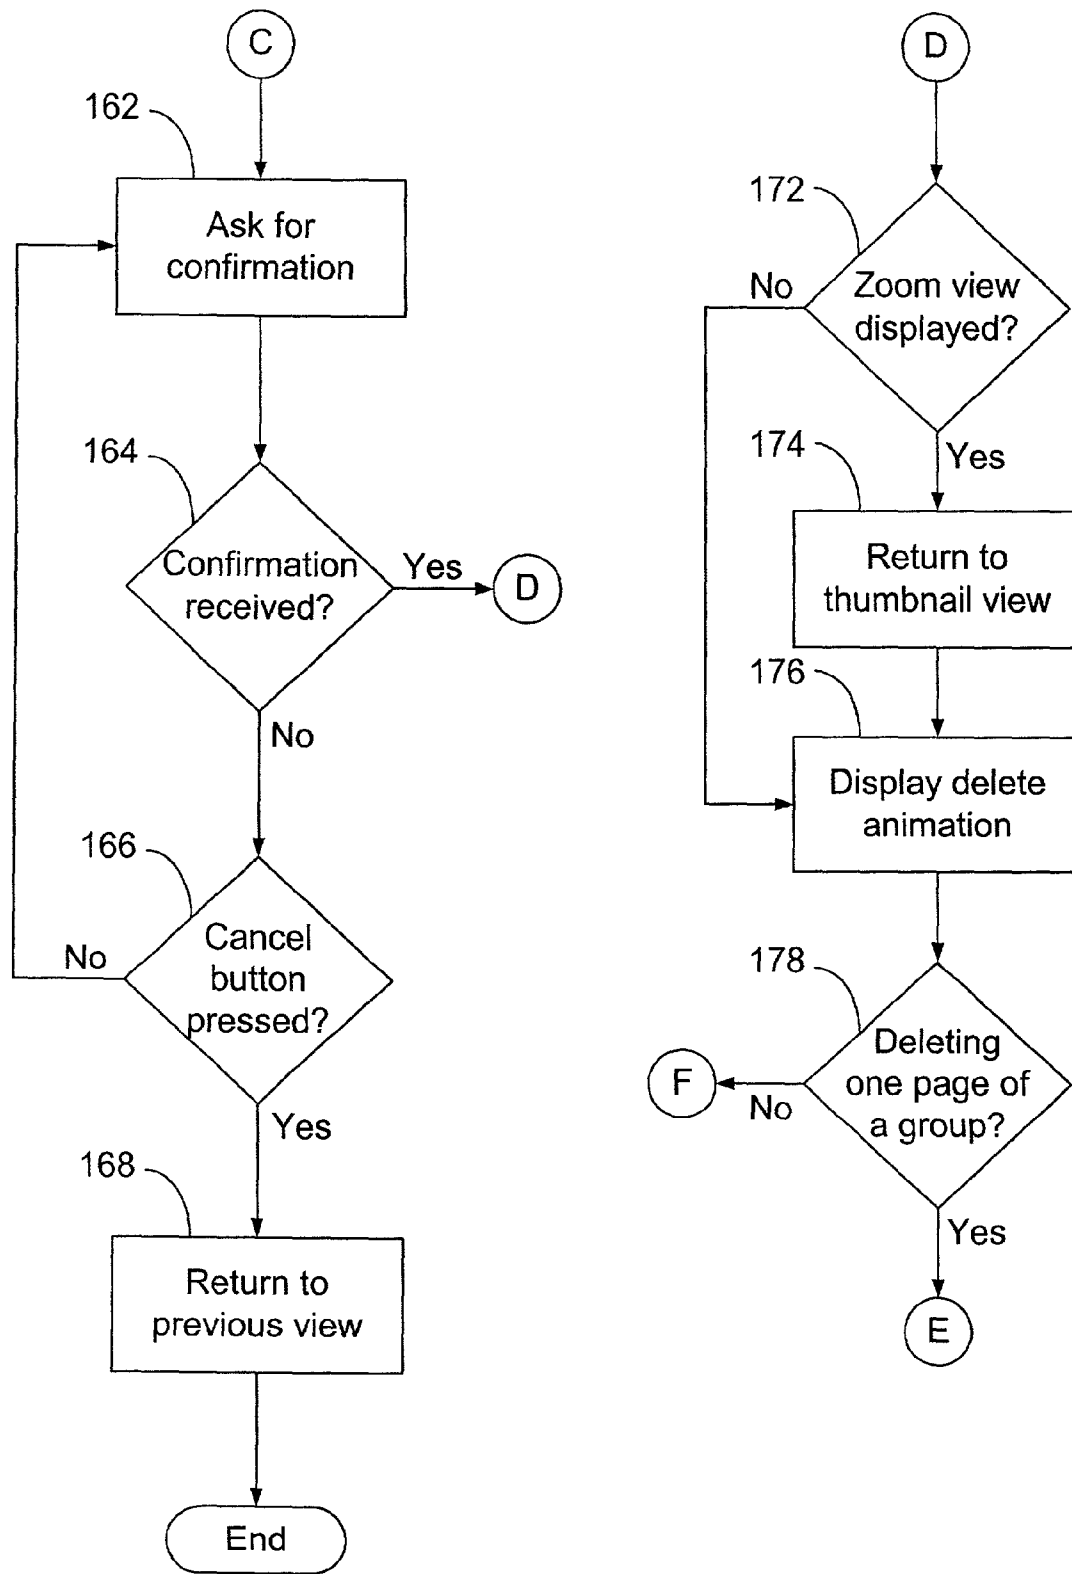 C
162
Ask for
confirmation
164
Confirmation
received?
Yes
D
No
166
Cancel
button
pressed?
No
Yes
168
Return to
previous view
End
D
172
Zoom view
displayed?
No
Yes
174
Return to
thumbnail view
176
Display delete
animation
178
Deleting
one page of
a group?
No
F
Yes
E